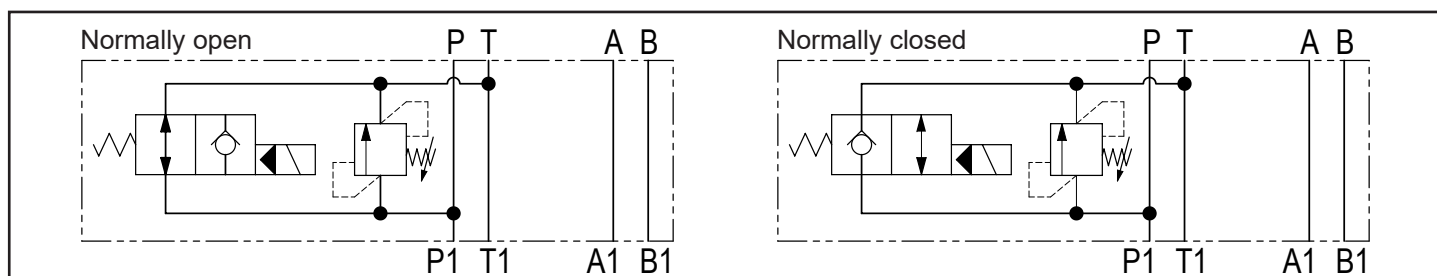 Normally open P T A B
P1 T1 A1 B1
Normally closed P T A B
P1 T1 A1 B1